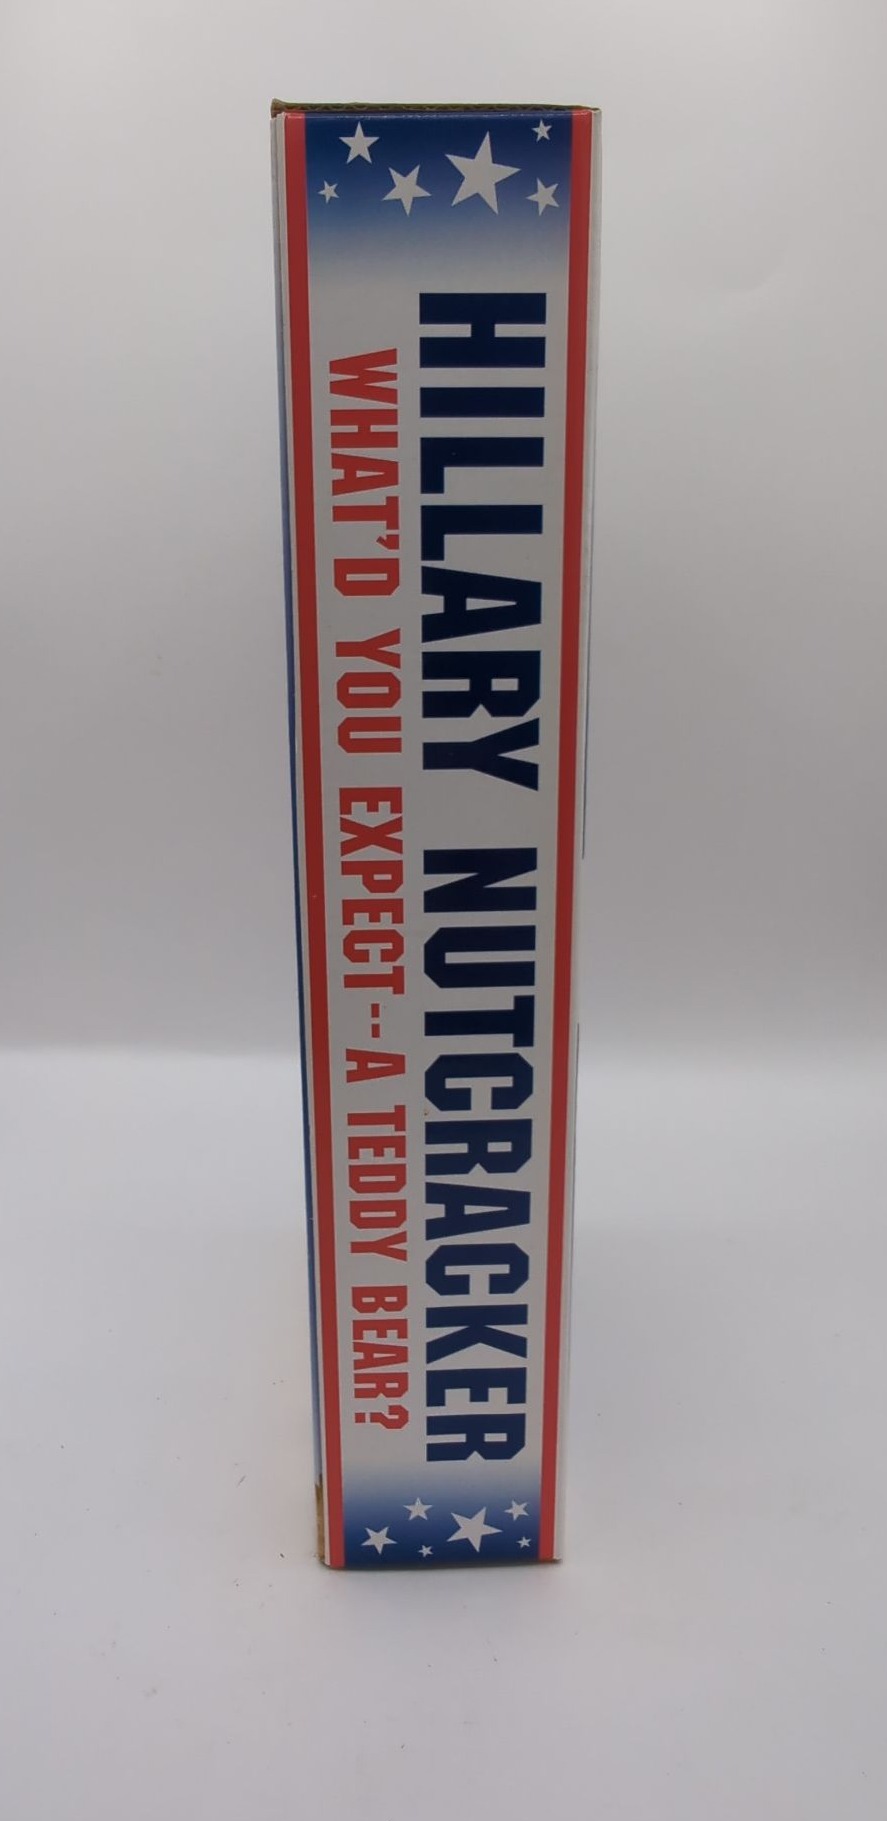 HILLARY NUTCRACKER
WHAT'D YOU EXPECT--A TEDDY BEAR?